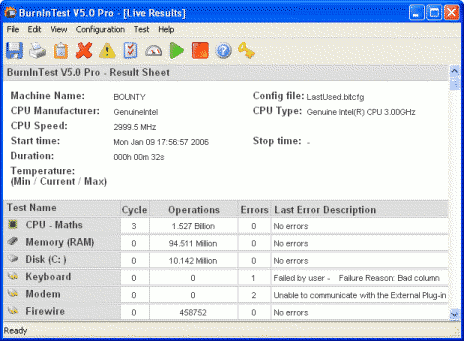 BurnInTest V5.0 Pro - [Live Results]
File Edit View Configuration Test Help
BurnInTest V5.0 Pro - Result Sheet
Machine Name: BOUNTY Config file: LastUsed.bitcfg
CPU Manufacturer: GenuineIntel CPU Type: Genuine Intel(R) CPU 3.00GHz
CPU Speed: 2999.5 MHz
Start time: Mon Jan 09 17:56:57 2006 Stop time: -
Duration: 000h 00m 32s
Temperature:
(Min / Current / Max)
Test Name Cycle Operations Errors Last Error Description
CPU - Maths 3 1.527 Billion 0 No errors
Memory (RAM) 0 94.511 Million 0 No errors
Disk (C: ) 0 10.142 Million 0 No errors
Keyboard 0 0 1 Failed by user - Failure Reason: Bad column
Modem 0 0 2 Unable to communicate with the External Plug-in
Firewire 0 458752 0 No errors
Ready